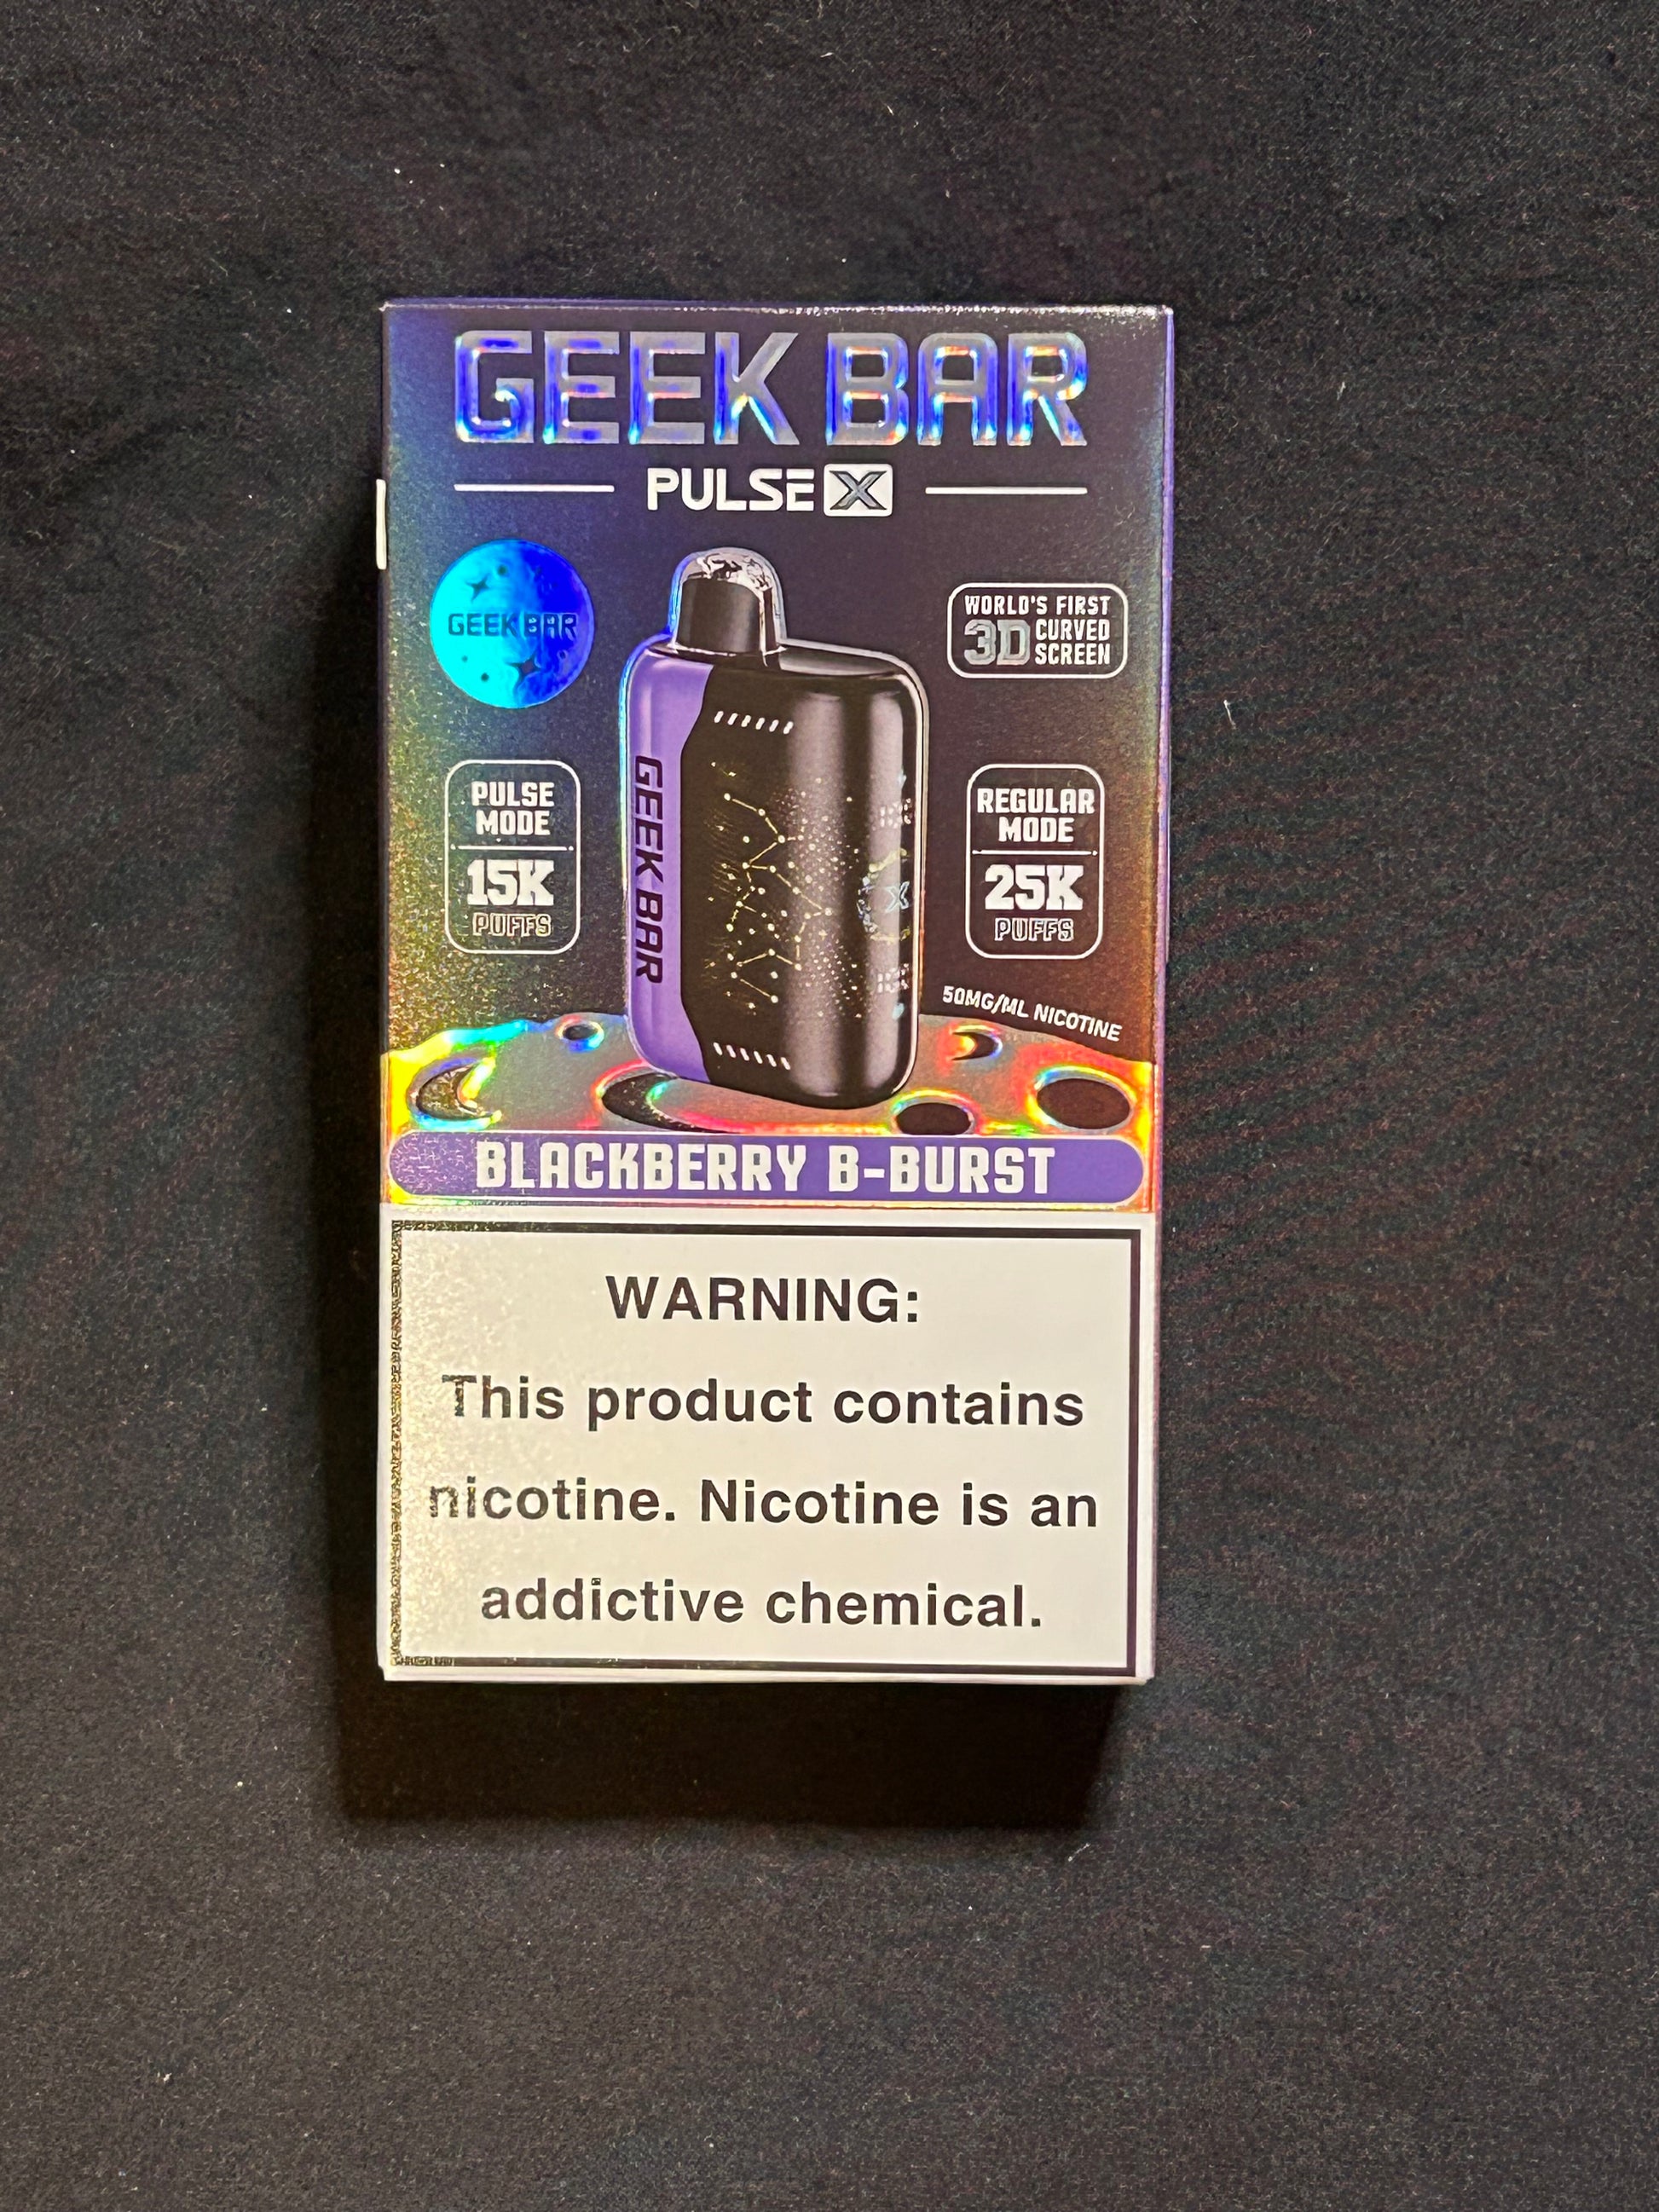 GEEK BAR
PULSE X
GEEK BAR
WORLD'S FIRST
3D CURVED
SCREEN
GEEK BAR
PULSE
MODE
15K
PUFFS
REGULAR
MODE
25K
PUFFS
50MG/ML NICOTINE
X
BLACKBERRY B-BURST
WARNING:
This product contains
nicotine. Nicotine is an
addictive chemical.